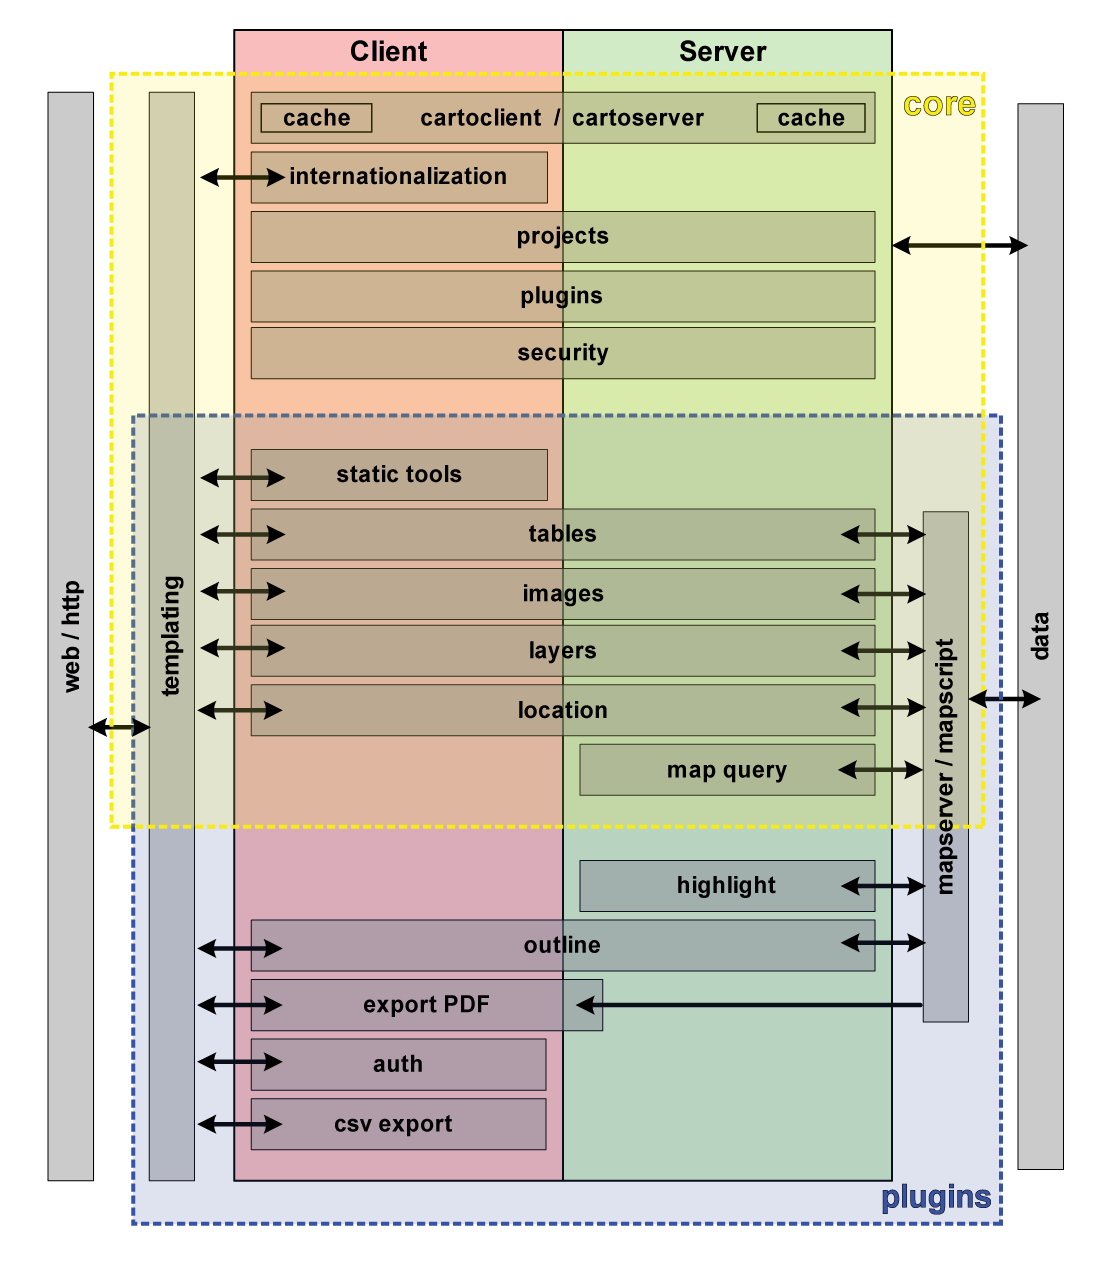 Client
Server
core
cache
cartoclient / cartoserver
cache
internationalization
projects
plugins
security
static tools
tables
images
layers
location
map query
highlight
outline
export PDF
auth
csv export
web / http
templating
mapserver / mapscript
data
plugins